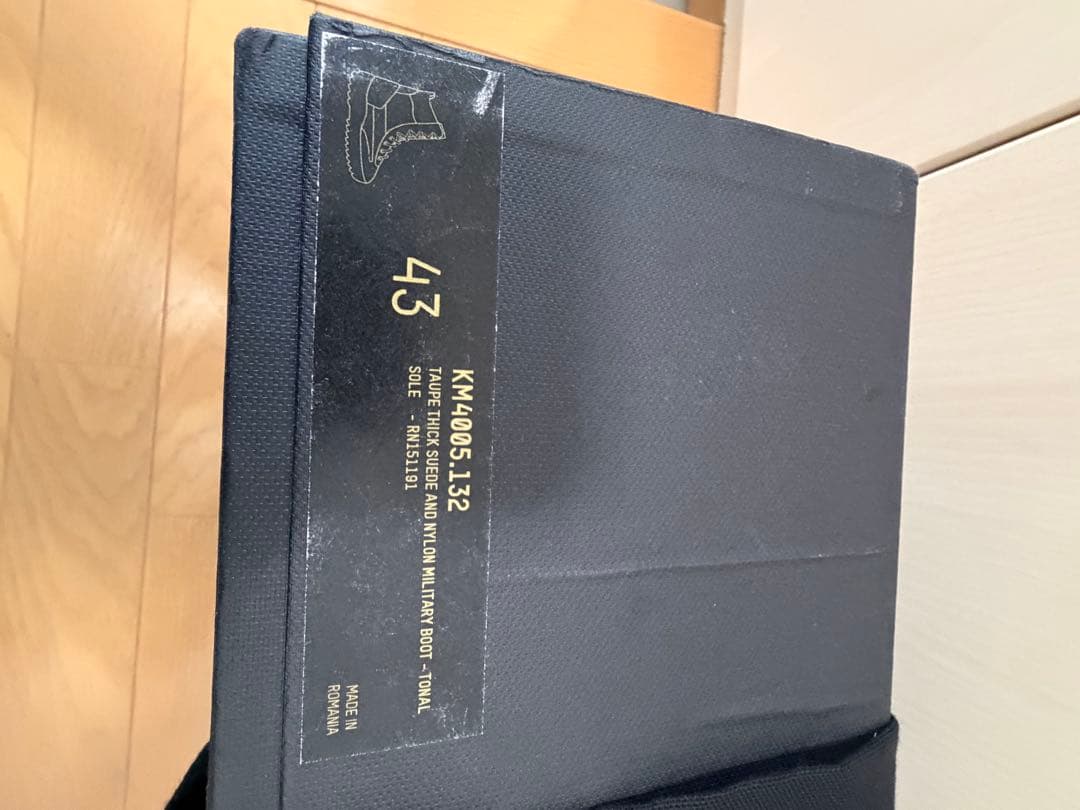 43
KM4005.132
TAUPE THICK SUEDE AND NYLON MILITARY BOOT - TONAL
SOLE - RN151191
MADE IN
ROMANIA